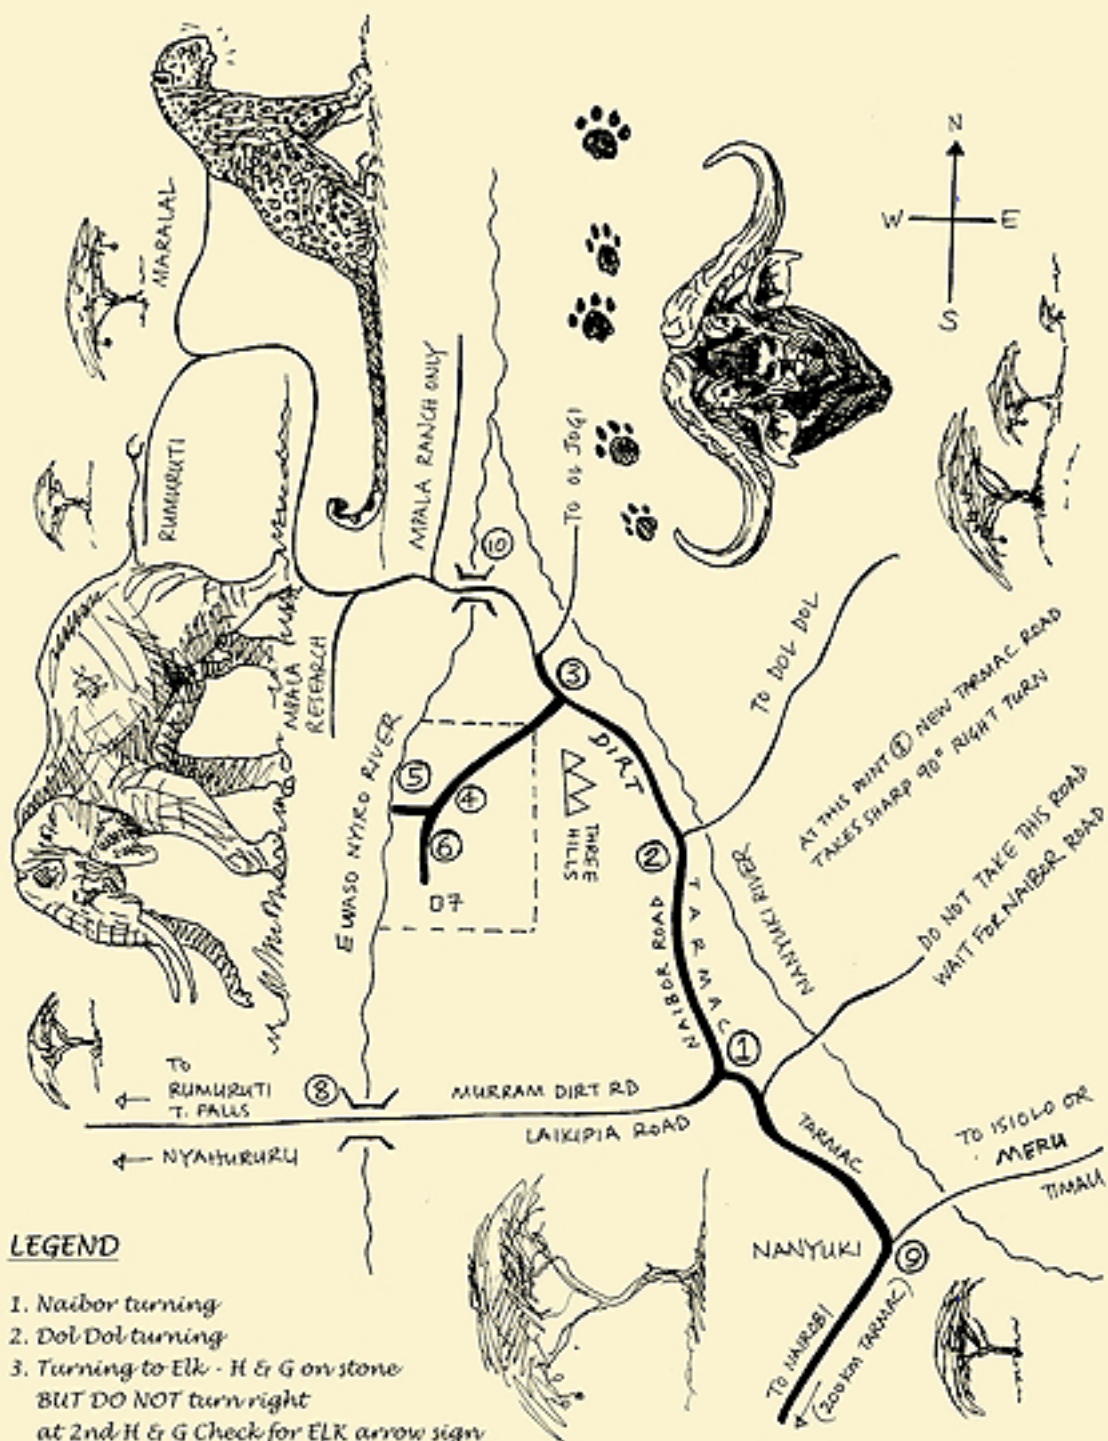 N
W E
S
MARALAL
RUMURUTI
MPALA RANCH ONLY
TO OL JOGI
⑩
MPALA
RESEARCH
③
DIRT
TO DOL DOL
AT THIS POINT ① NEW TARMAC ROAD
TAKES SHARP 90° RIGHT TURN
EWASO NYIRO RIVER
⑤
④
⑥
07
THREE
HILLS
②
NAIBOR ROAD
TARMAC
NANYUKI RIVER
DO NOT TAKE THIS ROAD
WAIT FOR NAIBOR ROAD
①
TO
RUMURUTI
T. FALLS
⑧
MURRAM DIRT RD
LAIKIPIA ROAD
NYAHURURU
TARMAC
TO ISIOLO OR
MERU
TIMAU
NANYUKI
⑨
TO NAIROBI
(200KM TARMAC)
LEGEND
1. Naibor turning
2. Dol Dol turning
3. Turning to Elk - H & G on stone
BUT DO NOT turn right
at 2nd H & G Check for ELK arrow sign